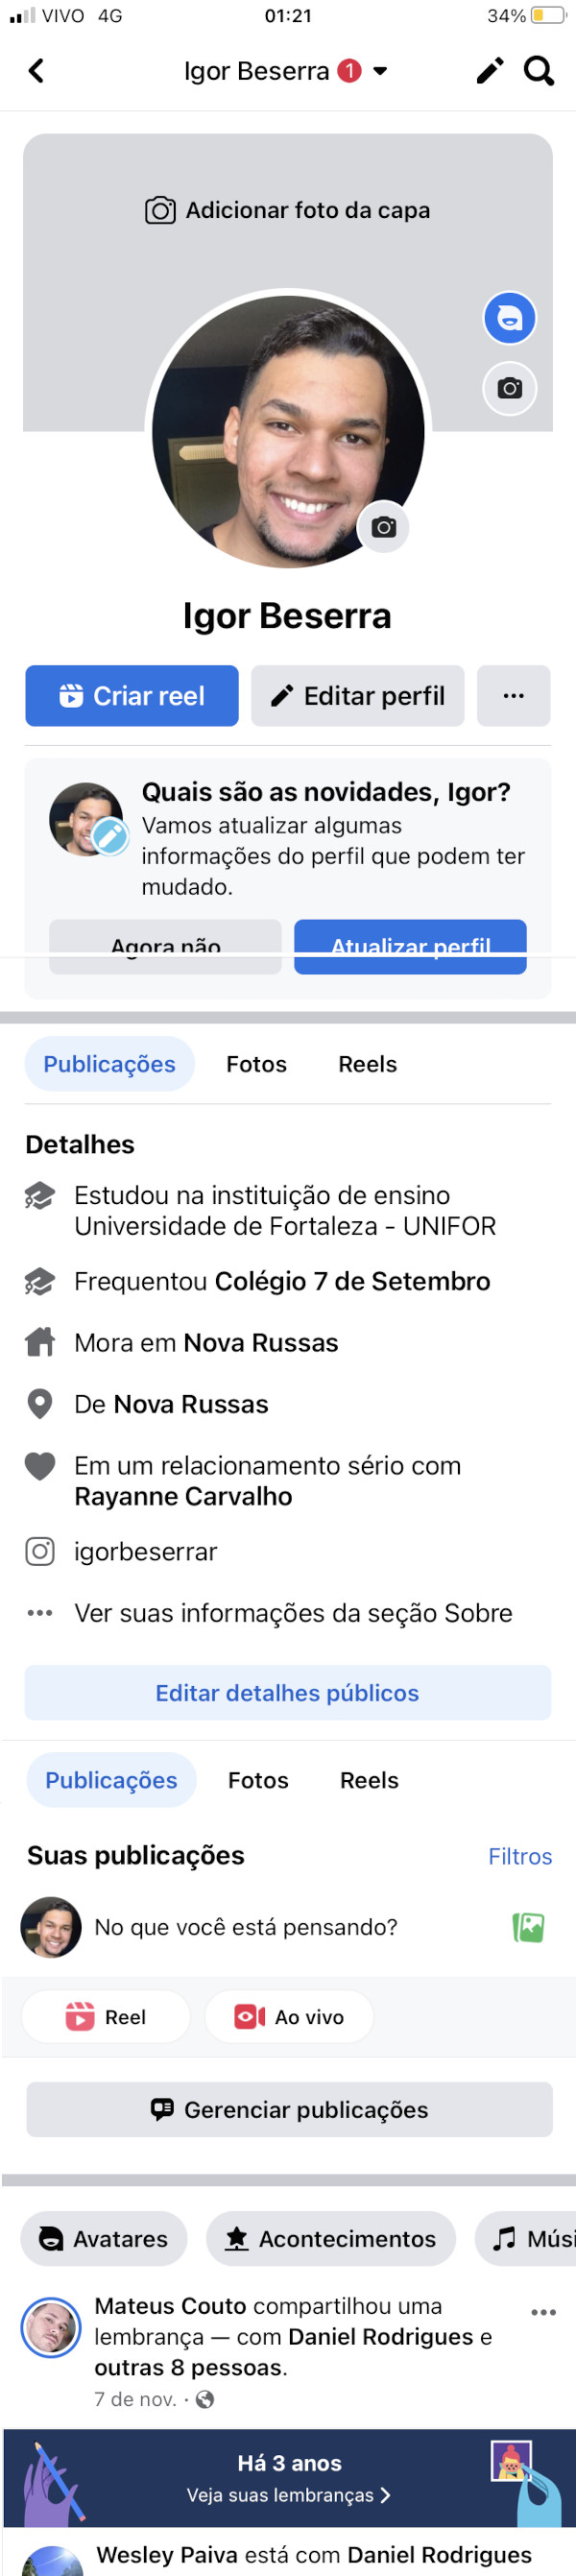 VIVO 4G 01:21 34%
Igor Beserra 1
Adicionar foto da capa
Igor Beserra
Criar reel Editar perfil ...
Quais são as novidades, Igor?
Vamos atualizar algumas
informações do perfil que podem ter
mudado.
Agora não Atualizar perfil
Publicações Fotos Reels
Detalhes
Estudou na instituição de ensino
Universidade de Fortaleza - UNIFOR
Frequentou Colégio 7 de Setembro
Mora em Nova Russas
De Nova Russas
Em um relacionamento sério com
Rayanne Carvalho
igorbeserrar
Ver suas informações da seção Sobre
Editar detalhes públicos
Publicações Fotos Reels
Suas publicações Filtros
No que você está pensando?
Reel Ao vivo
Gerenciar publicações
Avatares Acontecimentos Músi
Mateus Couto compartilhou uma
lembrança — com Daniel Rodrigues e
outras 8 pessoas.
7 de nov. ·
Há 3 anos
Veja suas lembranças >
Wesley Paiva está com Daniel Rodrigues